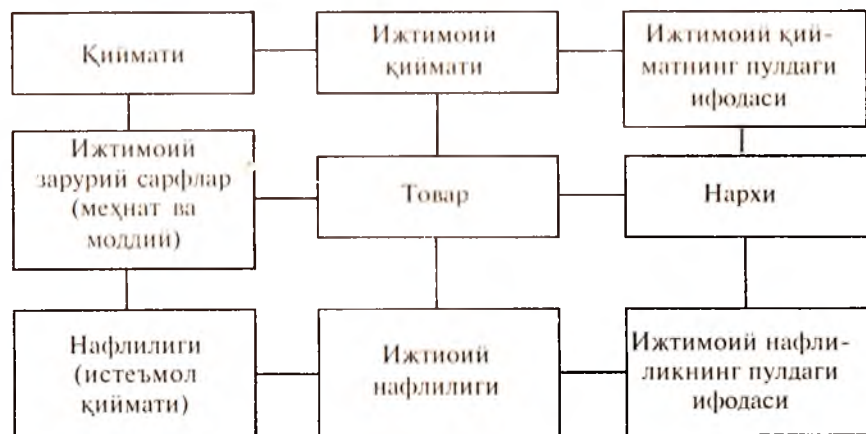 Қиймати
Ижтимоий
қиймати
Ижтимоий қий-
матнинг пулдаги
ифодаси
Ижтимоий
зарурий сарфлар
(меҳнат ва
моддий)
Товар
Нархи
Нафлилиги
(истеъмол
қиймати)
Ижтиоий
нафлилиги
Ижтимоий нафли-
ликнинг пулдаги
ифодаси